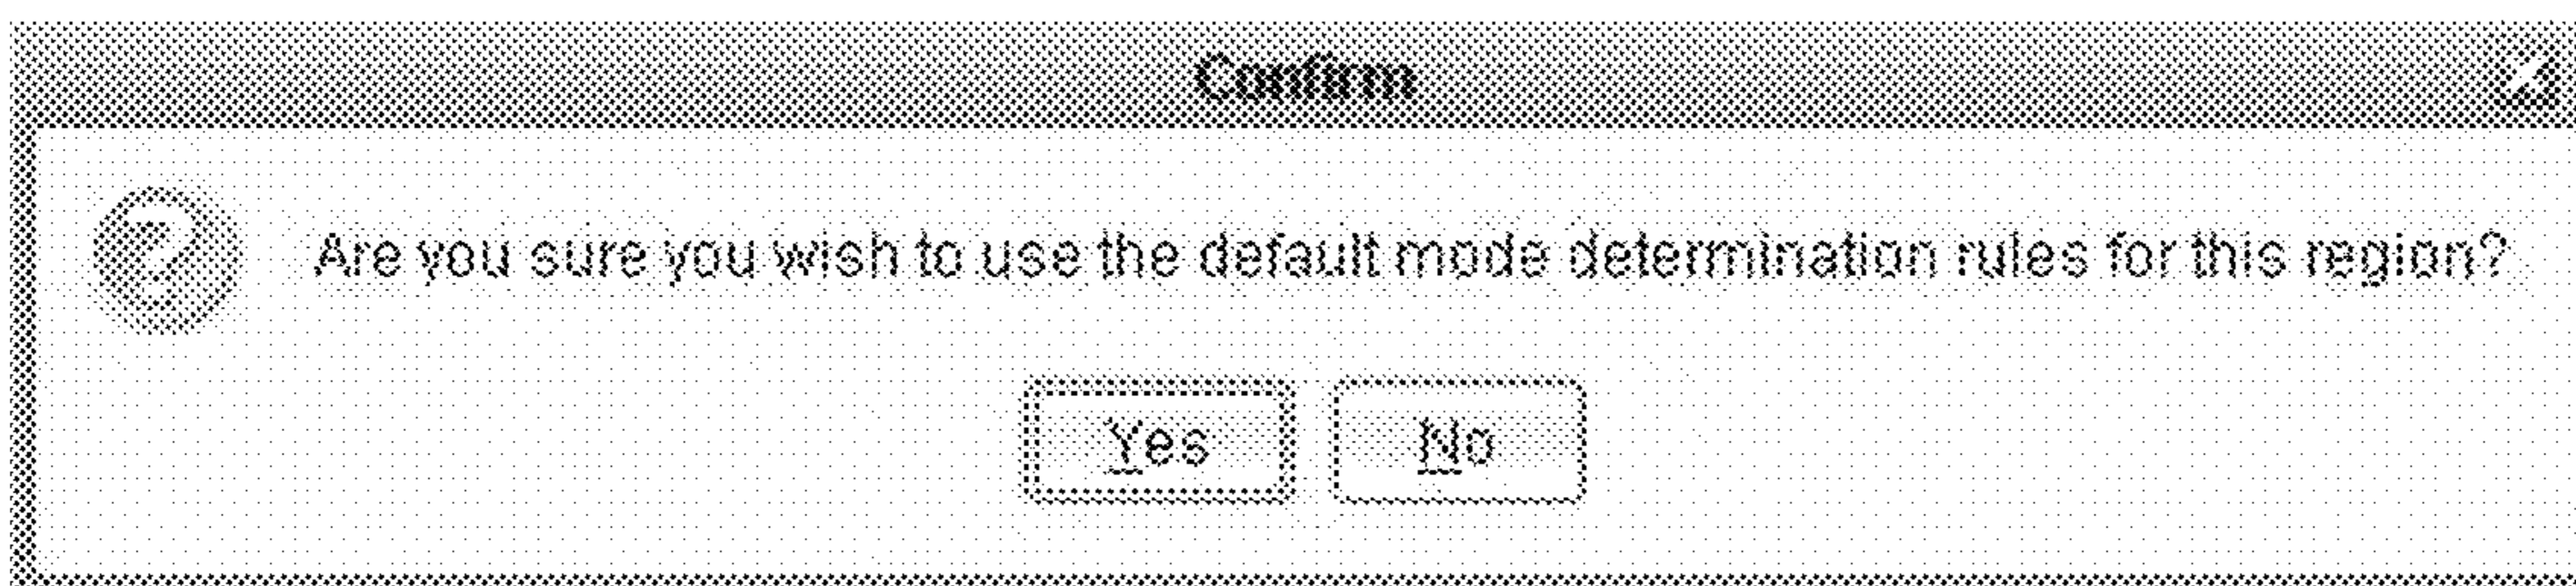 Confirm
Are you sure you wish to use the default mode determination rules for this region?
Yes No